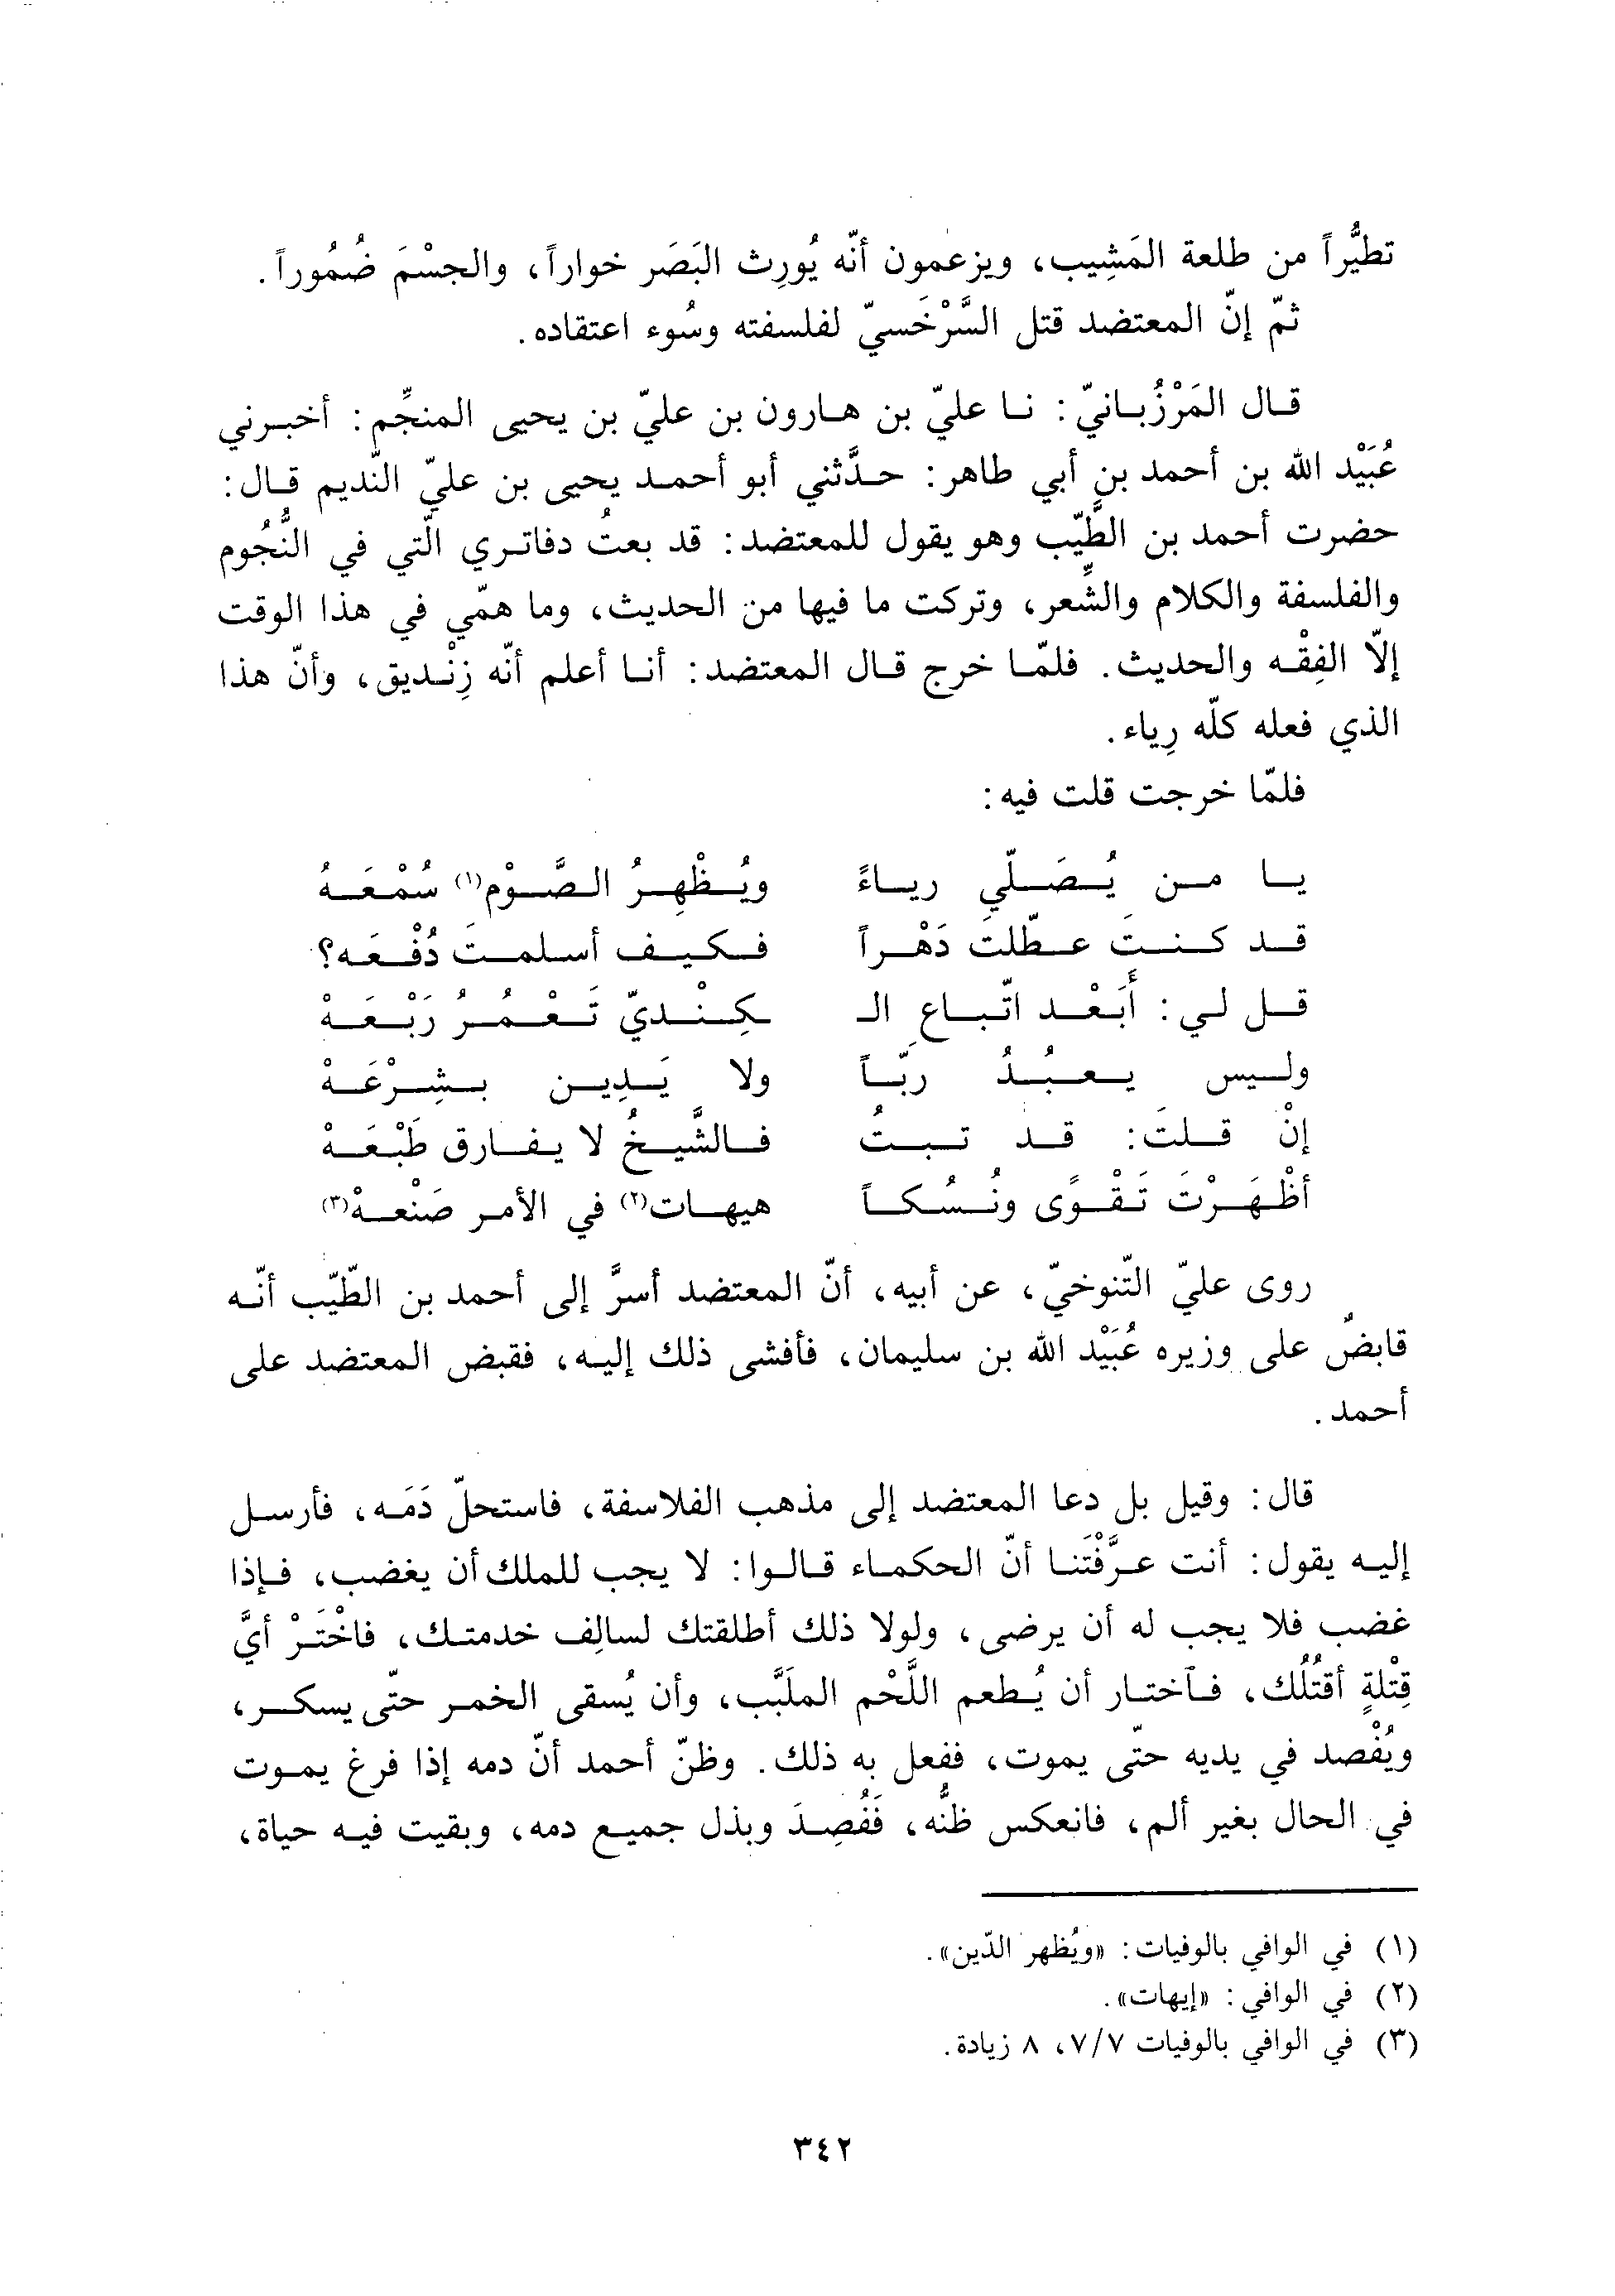 تطيُّراً من طلعة المَشِيب، ويزعمون أنّه يُورِث البَصَر خواراً، والجسْمَ ضُمُوراً.
ثمّ إنّ المعتضد قتل السَّرْخَسيّ لفلسفته وسُوء اعتقاده.
قال المَرْزُبانيّ: نا عليّ بن هارون بن عليّ بن يحيى المنجِّم: أخبرني
عُبَيْد الله بن أحمد بن أبي طاهر: حدَّثني أبو أحمد يحيى بن عليّ النّديم قال:
حضرت أحمد بن الطَّيّب وهو يقول للمعتضد: قد بعتُ دفاتري الّتي في النُّجُوم
والفلسفة والكلام والشِّعر، وتركت ما فيها من الحديث، وما همّي في هذا الوقت
إلّا الفِقْه والحديث. فلمّا خرج قال المعتضد: أنا أعلم أنّه زِنْديق، وأنّ هذا
الذي فعله كلّه رِياء.
فلمّا خرجت قلت فيه:
يا من يُصَلّي رياءً ويُظْهِرُ الصَّوْم(١) سُمْعَهُ
قد كنتَ عطّلتَ دَهْراً فكيف أسلمتَ دُفْعَه؟
قل لي: أَبَعْد اتّباعِ الـ ـكِنْديّ تَعْمُرُ رَبْعَهْ
وليس يعبُدُ ربّاً ولا يَدِين بشِرْعَهْ
إنْ قلتَ: قد تبتُ فالشَّيخُ لا يفارق طَبْعَهْ
أظْهَرْتَ تَقْوًى ونُسُكاً هيهات(٢) في الأمر صَنْعهْ(٣)
روى عليّ التّنوخيّ، عن أبيه، أنّ المعتضد أسرَّ إلى أحمد بن الطّيّب أنّه
قابضٌ على وزيره عُبَيْد الله بن سليمان، فأفشى ذلك إليه، فقبض المعتضد على
أحمد.
قال: وقيل بل دعا المعتضد إلى مذهب الفلاسفة، فاستحلّ دَمَه، فأرسل
إليه يقول: أنت عرَّفْتَنا أنّ الحكماء قالوا: لا يجب للملك أن يغضب، فإذا
غضب فلا يجب له أن يرضى، ولولا ذلك أطلقتك لسالِف خدمتك، فاخْتَرْ أيَّ
قِتْلةٍ أقتُلُك، فآختار أن يُطعم اللَّحْم الملَبَّب، وأن يُسقى الخمر حتّى يسكر،
ويُفْصد في يديه حتّى يموت، ففعل به ذلك. وظنّ أحمد أنّ دمه إذا فرغ يموت
في الحال بغير ألم، فانعكس ظنُّه، فَفُصِدَ وبذل جميع دمه، وبقيت فيه حياة،
(١) في الوافي بالوفيات: «ويُظهر الدّين».
(٢) في الوافي: «إيهات».
(٣) في الوافي بالوفيات ٧/٧، ٨ زيادة.
٣٤٢